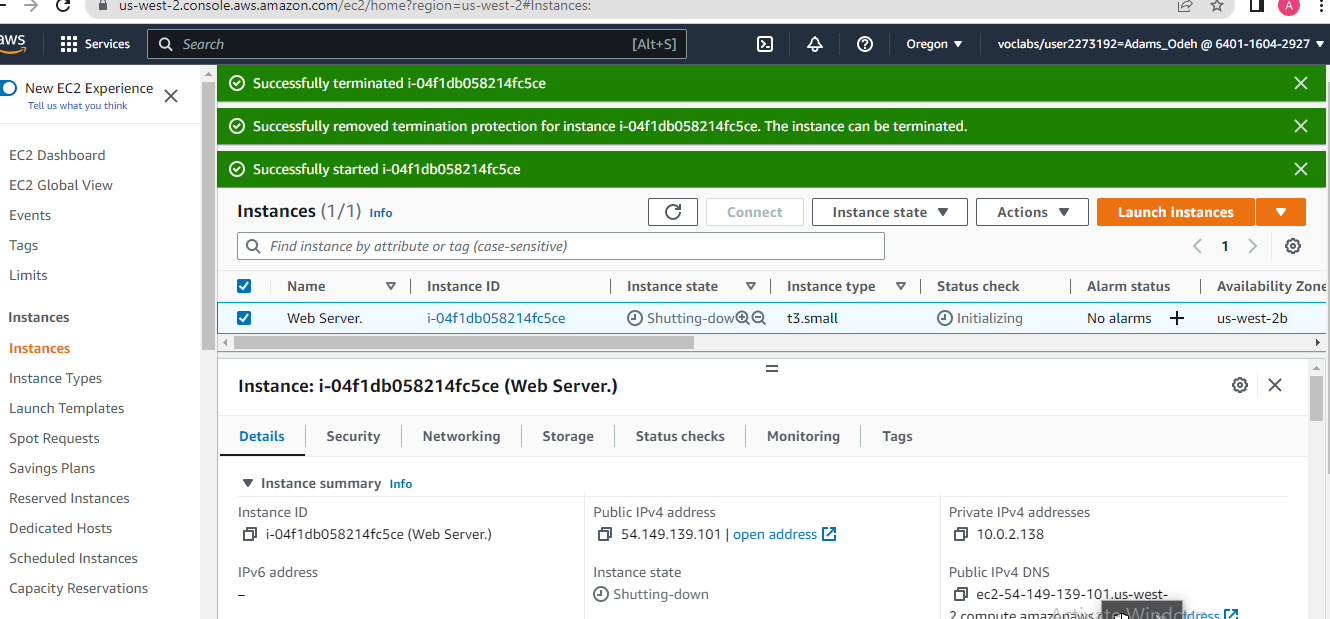 us-west-2.console.aws.amazon.com/ec2/home?region=us-west-2#Instances:
A
aws
Services
Search
[Alt+S]
Oregon
voclabs/user2273192=Adams_Odeh @ 6401-1604-2927
New EC2 Experience
Tell us what you think
EC2 Dashboard
EC2 Global View
Events
Tags
Limits
Instances
Instances
Instance Types
Launch Templates
Spot Requests
Savings Plans
Reserved Instances
Dedicated Hosts
Scheduled Instances
Capacity Reservations
Successfully terminated i-04f1db058214fc5ce
Successfully removed termination protection for instance i-04f1db058214fc5ce. The instance can be terminated.
Successfully started i-04f1db058214fc5ce
Instances (1/1) Info
Connect
Instance state
Actions
Launch instances
Find instance by attribute or tag (case-sensitive)
1
Name Instance ID Instance state Instance type Status check Alarm status Availability Zone
Web Server. i-04f1db058214fc5ce Shutting-dow t3.small Initializing No alarms us-west-2b
Instance: i-04f1db058214fc5ce (Web Server.)
Details Security Networking Storage Status checks Monitoring Tags
Instance summary Info
Instance ID
i-04f1db058214fc5ce (Web Server.)
Public IPv4 address
54.149.139.101 | open address
Private IPv4 addresses
10.0.2.138
IPv6 address
–
Instance state
Shutting-down
Public IPv4 DNS
ec2-54-149-139-101.us-west-
2.compute.amazonaws